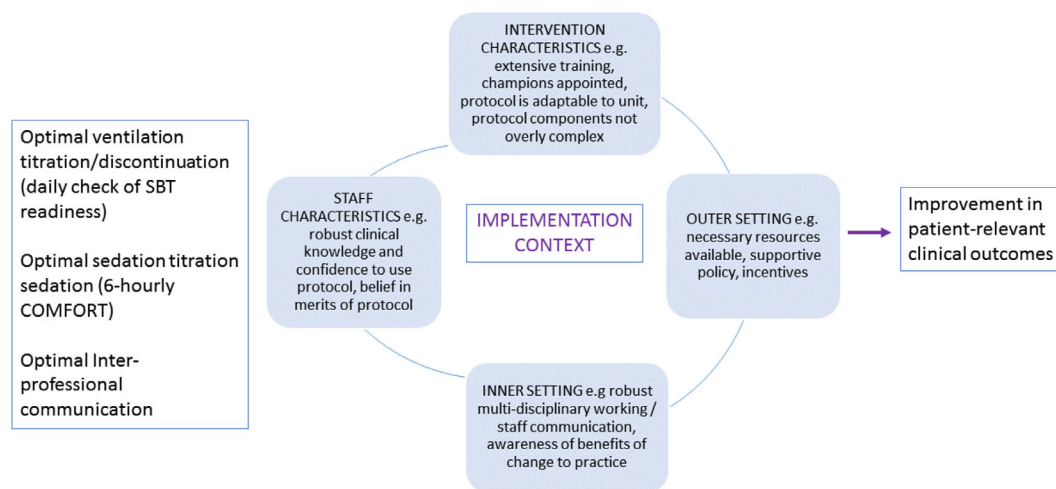 Optimal ventilation
titration/discontinuation
(daily check of SBT
readiness)
Optimal sedation titration
sedation (6-hourly
COMFORT)
Optimal Inter-
professional
communication
INTERVENTION
CHARACTERISTICS e.g.
extensive training,
champions appointed,
protocol is adaptable to unit,
protocol components not
overly complex
STAFF
CHARACTERISTICS e.g.
robust clinical
knowledge and
confidence to use
protocol, belief in
merits of protocol
IMPLEMENTATION
CONTEXT
OUTER SETTING e.g.
necessary resources
available, supportive
policy, incentives
INNER SETTING e.g robust
multi-disciplinary working /
staff communication,
awareness of benefits of
change to practice
Improvement in
patient-relevant
clinical outcomes